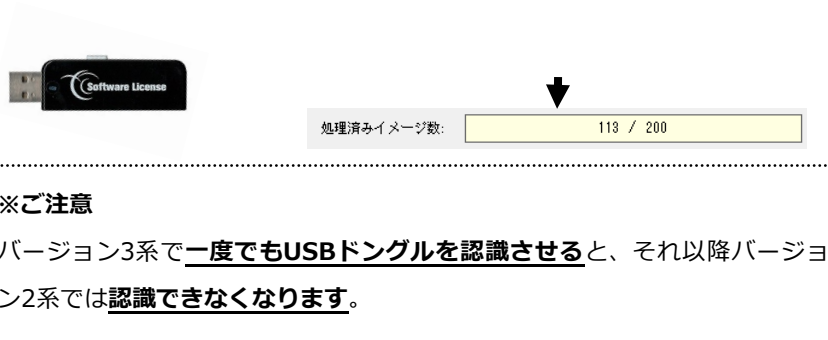 Software License
処理済みイメージ数: 113 / 200
※ご注意
バージョン3系で一度でもUSBドングルを認識させると、それ以降バージョ
ン2系では認識できなくなります。